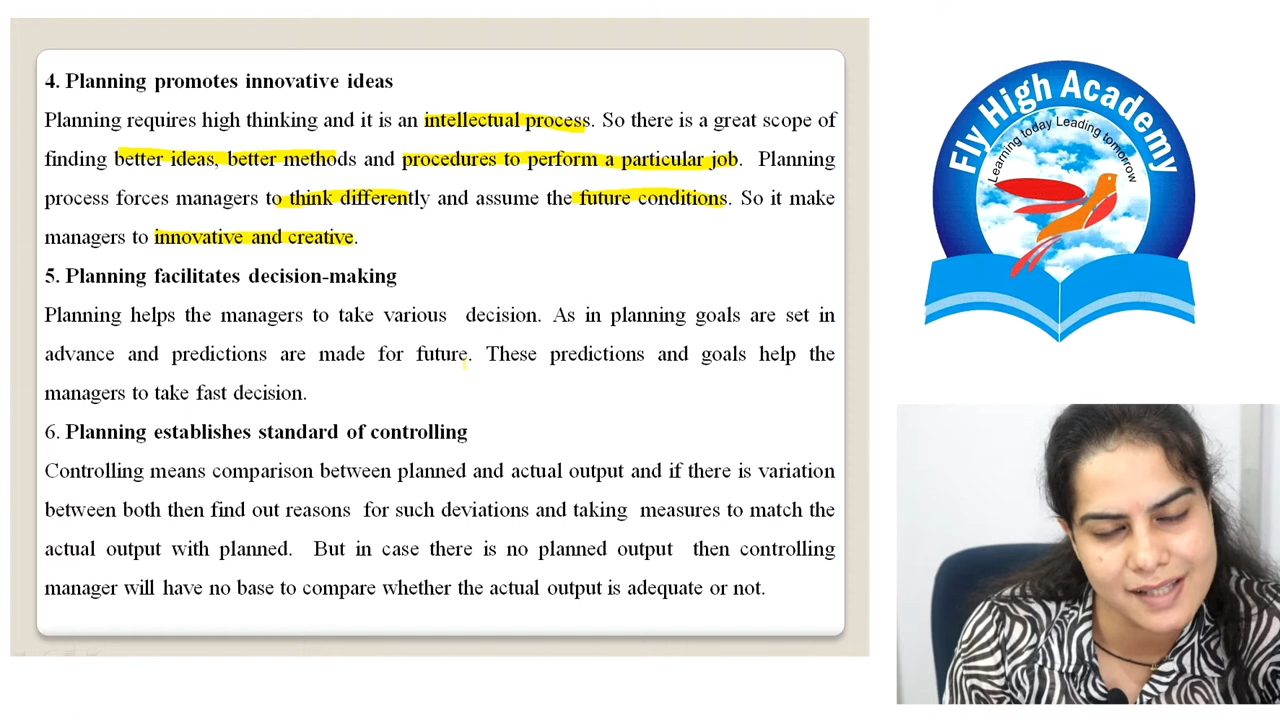 4. Planning promotes innovative ideas
Planning requires high thinking and it is an intellectual process. So there is a great scope of
finding better ideas, better methods and procedures to perform a particular job. Planning
process forces managers to think differently and assume the future conditions. So it make
managers to innovative and creative.
5. Planning facilitates decision-making
Planning helps the managers to take various decision. As in planning goals are set in
advance and predictions are made for future. These predictions and goals help the
managers to take fast decision.
6. Planning establishes standard of controlling
Controlling means comparison between planned and actual output and if there is variation
between both then find out reasons for such deviations and taking measures to match the
actual output with planned. But in case there is no planned output then controlling
manager will have no base to compare whether the actual output is adequate or not.
Fly High Academy
Learning today Leading tomorrow